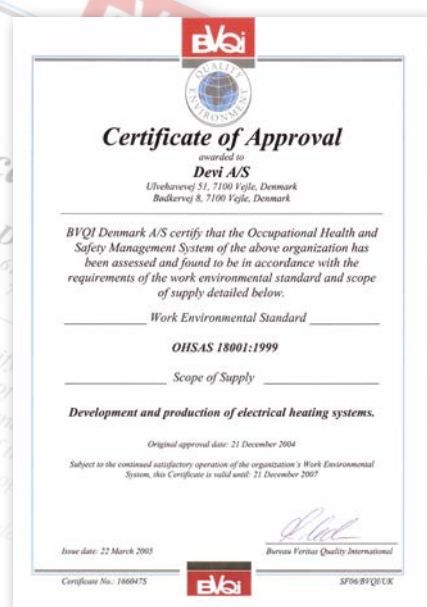 BVQi
QUALITY
ENVIRONMENT
Certificate of Approval
awarded to
Devi A/S
Ulvehavevej 51, 7100 Vejle, Denmark
Bødkervej 8, 7100 Vejle, Denmark
BVQI Denmark A/S certify that the Occupational Health and
Safety Management System of the above organization has
been assessed and found to be in accordance with the
requirements of the work environmental standard and scope
of supply detailed below.
Work Environmental Standard
OHSAS 18001:1999
Scope of Supply
Development and production of electrical heating systems.
Original approval date: 21 December 2004
Subject to the continued satisfactory operation of the organization's Work Environmental
System, this Certificate is valid until: 21 December 2007
Issue date: 22 March 2005
Bureau Veritas Quality International
Certificate No.: 166047S
BVQi
SF06/BVQI/UK